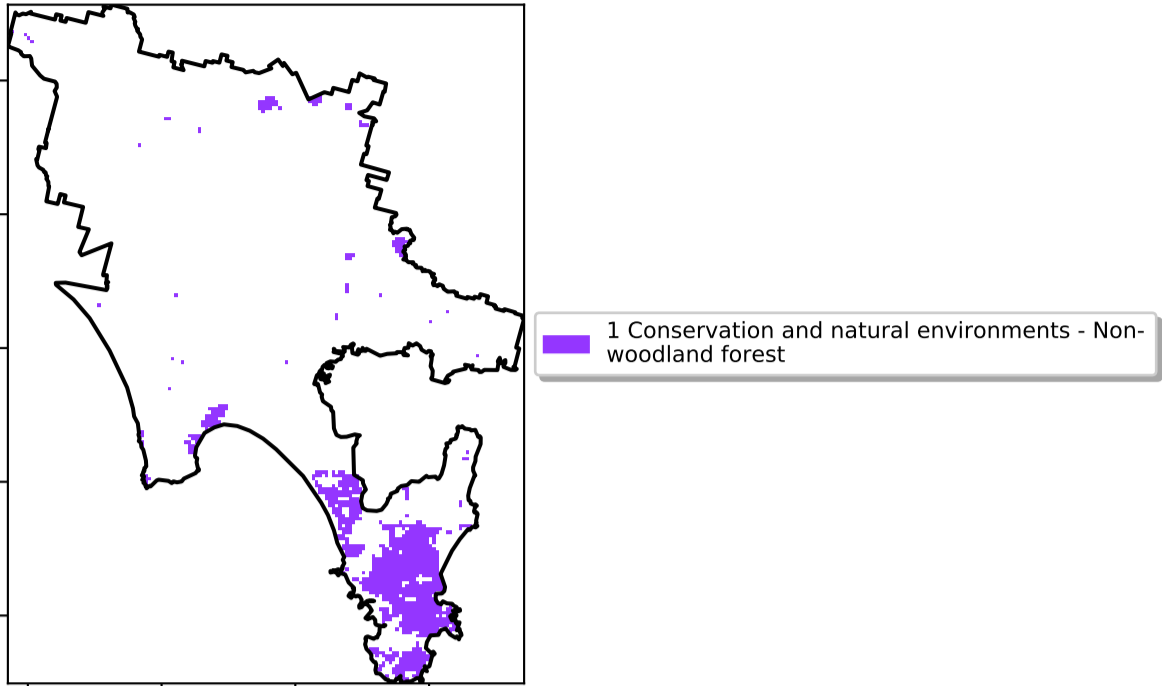 1 Conservation and natural environments - Non-
woodland forest